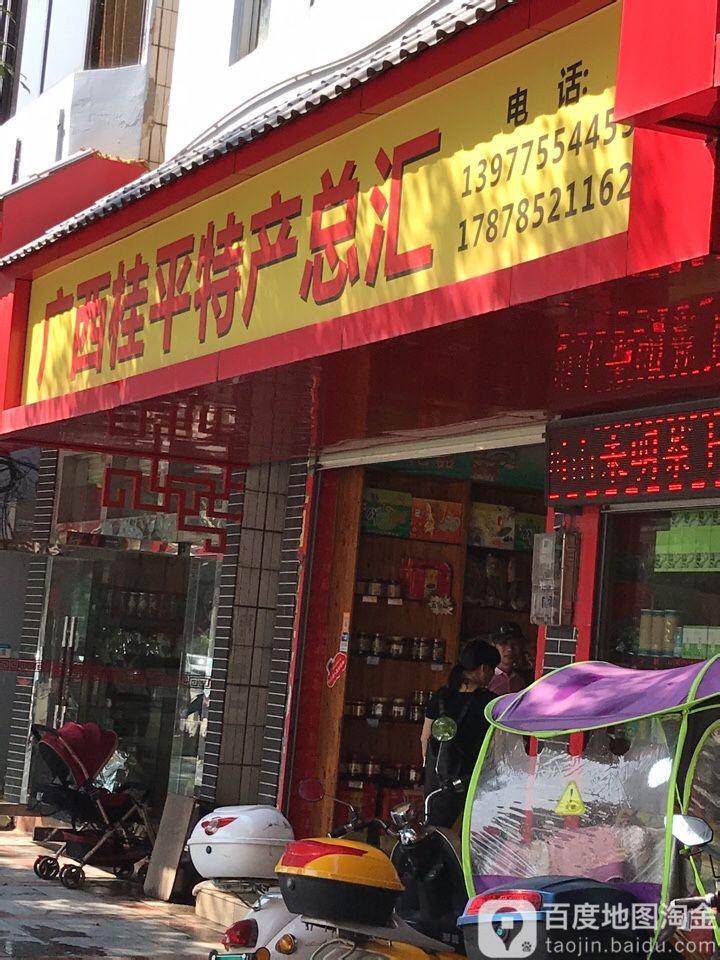 电 话:
1397755445
17878521162
广西桂平特产总汇
百度地图淘金
taojin.baidu.com